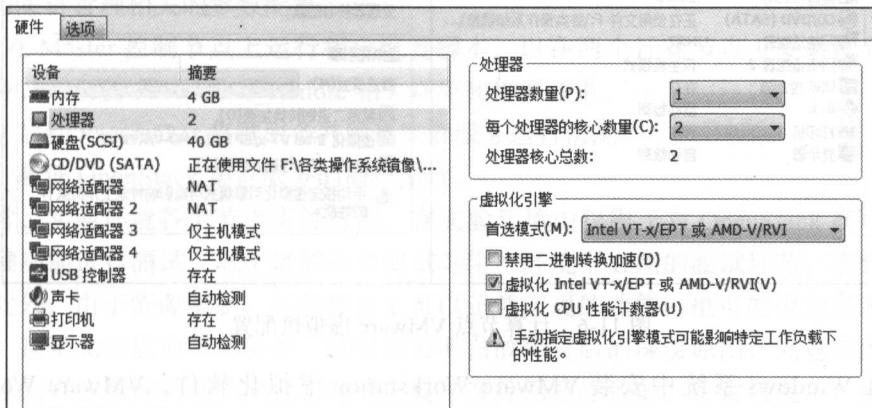 硬件 选项
设备 摘要
内存 4 GB
处理器 2
硬盘(SCSI) 40 GB
CD/DVD (SATA) 正在使用文件 F:\各类操作系统镜像\...
网络适配器 NAT
网络适配器 2 NAT
网络适配器 3 仅主机模式
网络适配器 4 仅主机模式
USB 控制器 存在
声卡 自动检测
打印机 存在
显示器 自动检测
处理器
处理器数量(P): 1
每个处理器的核心数量(C): 2
处理器核心总数: 2
虚拟化引擎
首选模式(M): Intel VT-x/EPT 或 AMD-V/RVI
禁用二进制转换加速(D)
虚拟化 Intel VT-x/EPT 或 AMD-V/RVI(V)
虚拟化 CPU 性能计数器(U)
手动指定虚拟化引擎模式可能影响特定工作负载下
的性能。